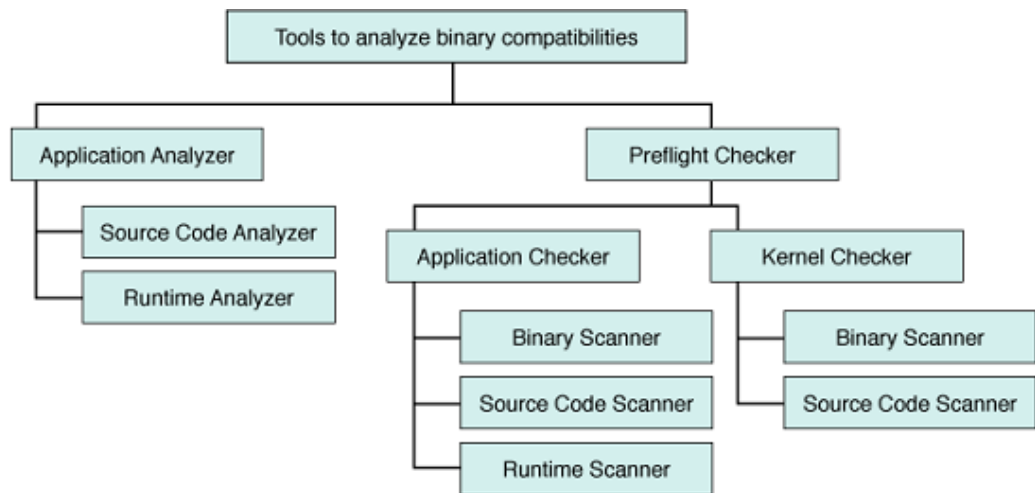 Tools to analyze binary compatibilities
Application Analyzer
Source Code Analyzer
Runtime Analyzer
Preflight Checker
Application Checker
Binary Scanner
Source Code Scanner
Runtime Scanner
Kernel Checker
Binary Scanner
Source Code Scanner